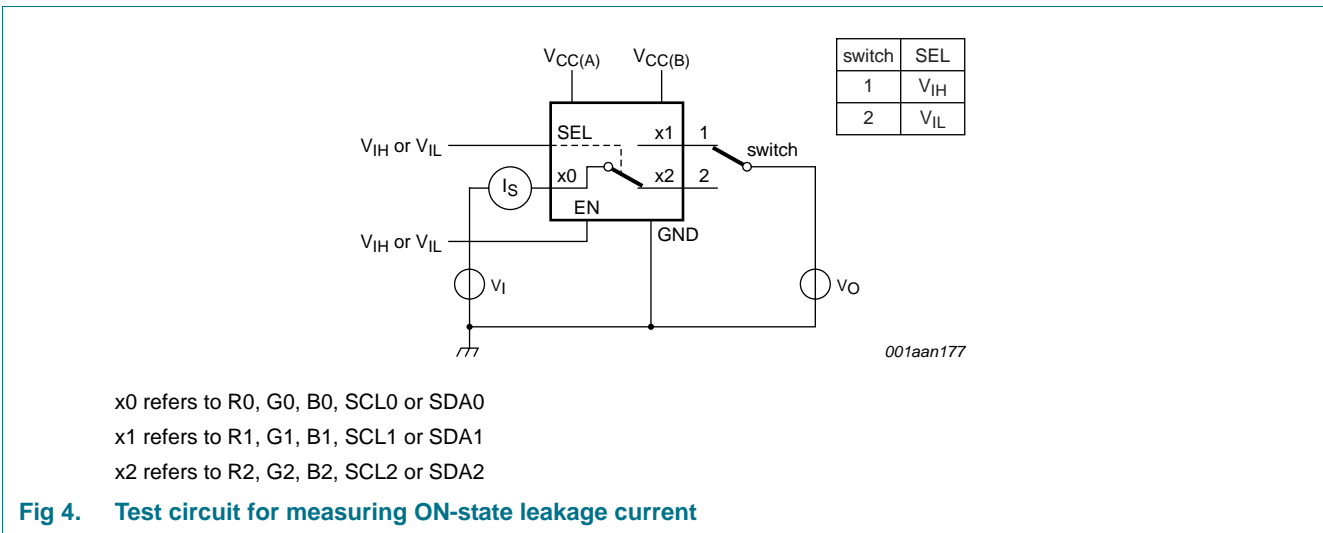 VCC(A) VCC(B)
switch SEL
1 VIH
2 VIL
SEL x1 1
VIH or VIL
switch
IS x0 x2 2
EN
GND
VIH or VIL
VI VO
001aan177
x0 refers to R0, G0, B0, SCL0 or SDA0
x1 refers to R1, G1, B1, SCL1 or SDA1
x2 refers to R2, G2, B2, SCL2 or SDA2
Fig 4. Test circuit for measuring ON-state leakage current